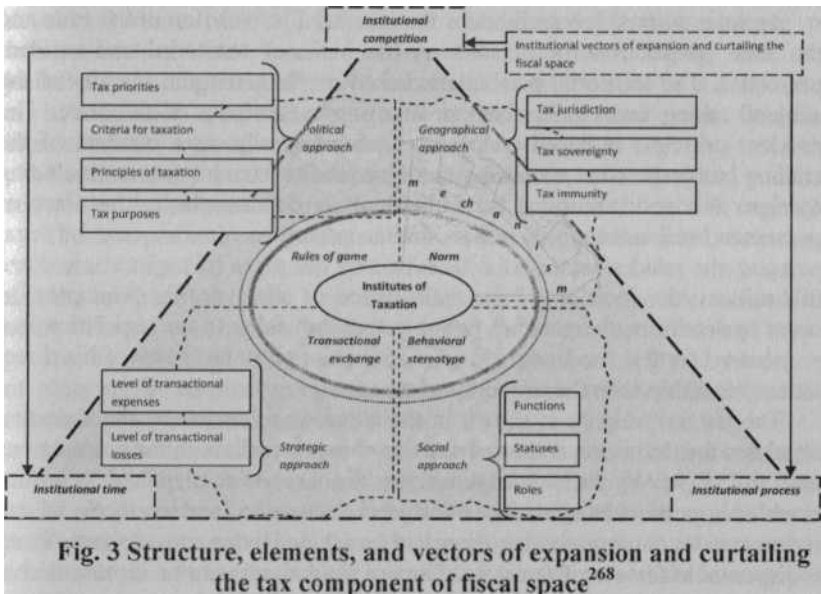 Institutional
competition
Institutional vectors of expansion and curtailing the
fiscal space
Tax priorities
Criteria for taxation
Principles of taxation
Tax purposes
Political
approach
Geographical
approach
Tax jurisdiction
Tax sovereignty
Tax immunity
m
e
ch
a
n
m
Rules of game
Norm
Institutes of
Taxation
Transactional
exchange
Behavioral
stereotype
Level of transactional
expenses
Level of transactional
losses
Strategic
approach
Social
approach
Functions
Statuses
Roles
Institutional time
Institutional process
Fig. 3 Structure, elements, and vectors of expansion and curtailing
the tax component of fiscal space268